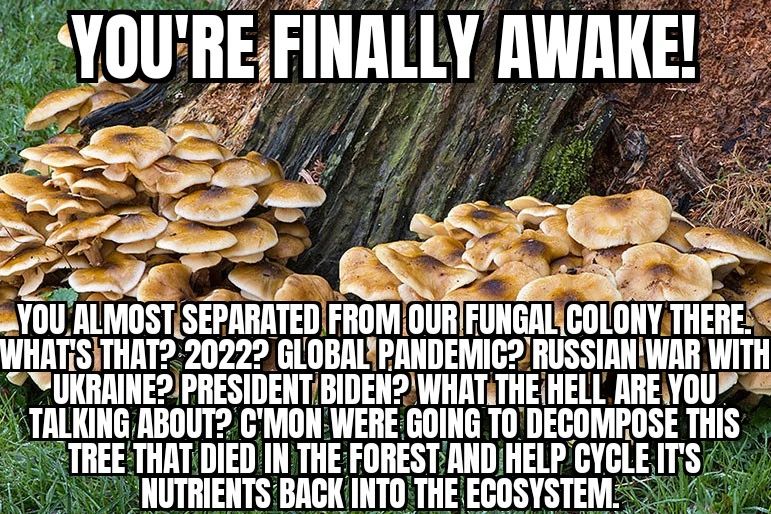 YOU'RE FINALLY AWAKE!
YOU ALMOST SEPARATED FROM OUR FUNGAL COLONY THERE.
WHAT'S THAT? 2022? GLOBAL PANDEMIC? RUSSIAN WAR WITH
UKRAINE? PRESIDENT BIDEN? WHAT THE HELL ARE YOU
TALKING ABOUT? C'MON WERE GOING TO DECOMPOSE THIS
TREE THAT DIED IN THE FOREST AND HELP CYCLE IT'S
NUTRIENTS BACK INTO THE ECOSYSTEM.